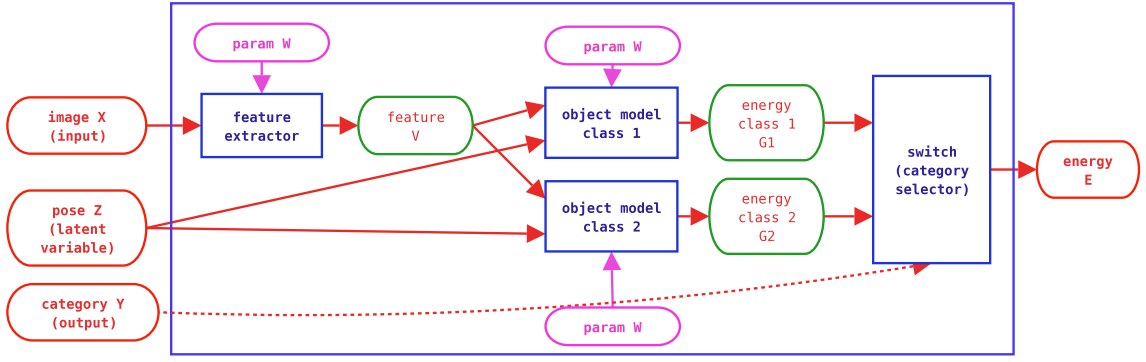 param W
param W
image X
(input)
feature
extractor
feature
V
object model
class 1
energy
class 1
G1
switch
(category
selector)
energy
E
pose Z
(latent
variable)
object model
class 2
energy
class 2
G2
category Y
(output)
param W